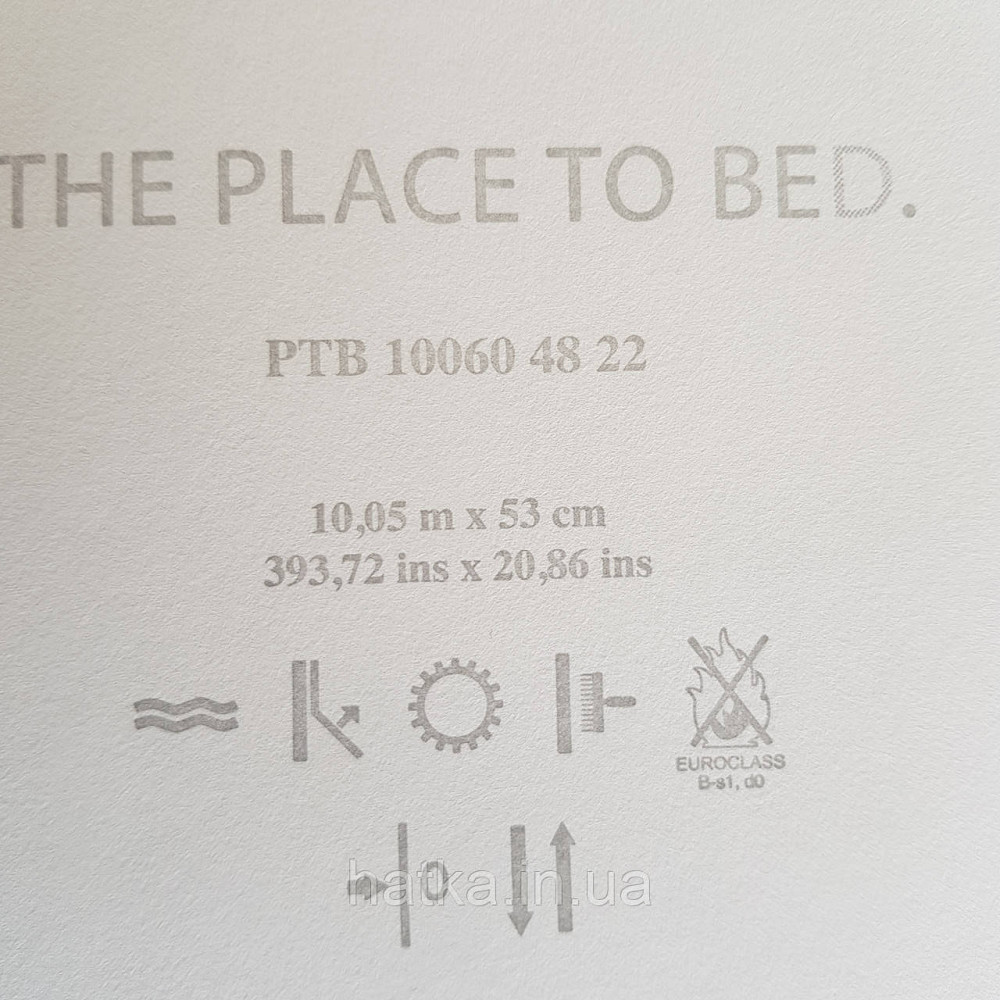 THE PLACE TO BED.
PTB 10060 48 22
10,05 m x 53 cm
393,72 ins x 20,86 ins
EUROCLASS
B-s1, d0
0
hatka.in.ua